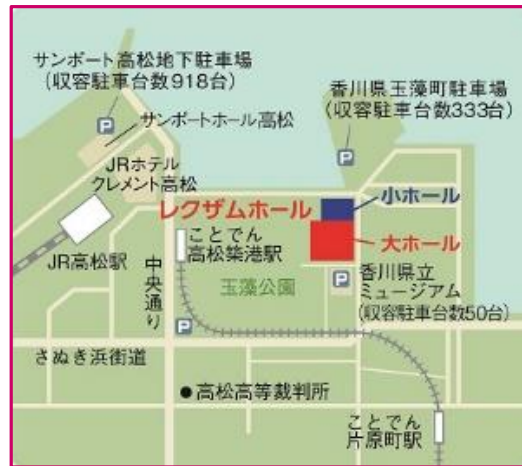 サンポート高松地下駐車場
(収容駐車台数918台)
香川県玉藻町駐車場
(収容駐車台数333台)
P
サンポートホール高松
P
JRホテル
クレメント高松
レクザムホール
小ホール
大ホール
ことでん
高松築港駅
JR高松駅
中央通り
玉藻公園
P
香川県立
ミュージアム
(収容駐車台数50台)
P
さぬき浜街道
●高松高等裁判所
ことでん
片原町駅